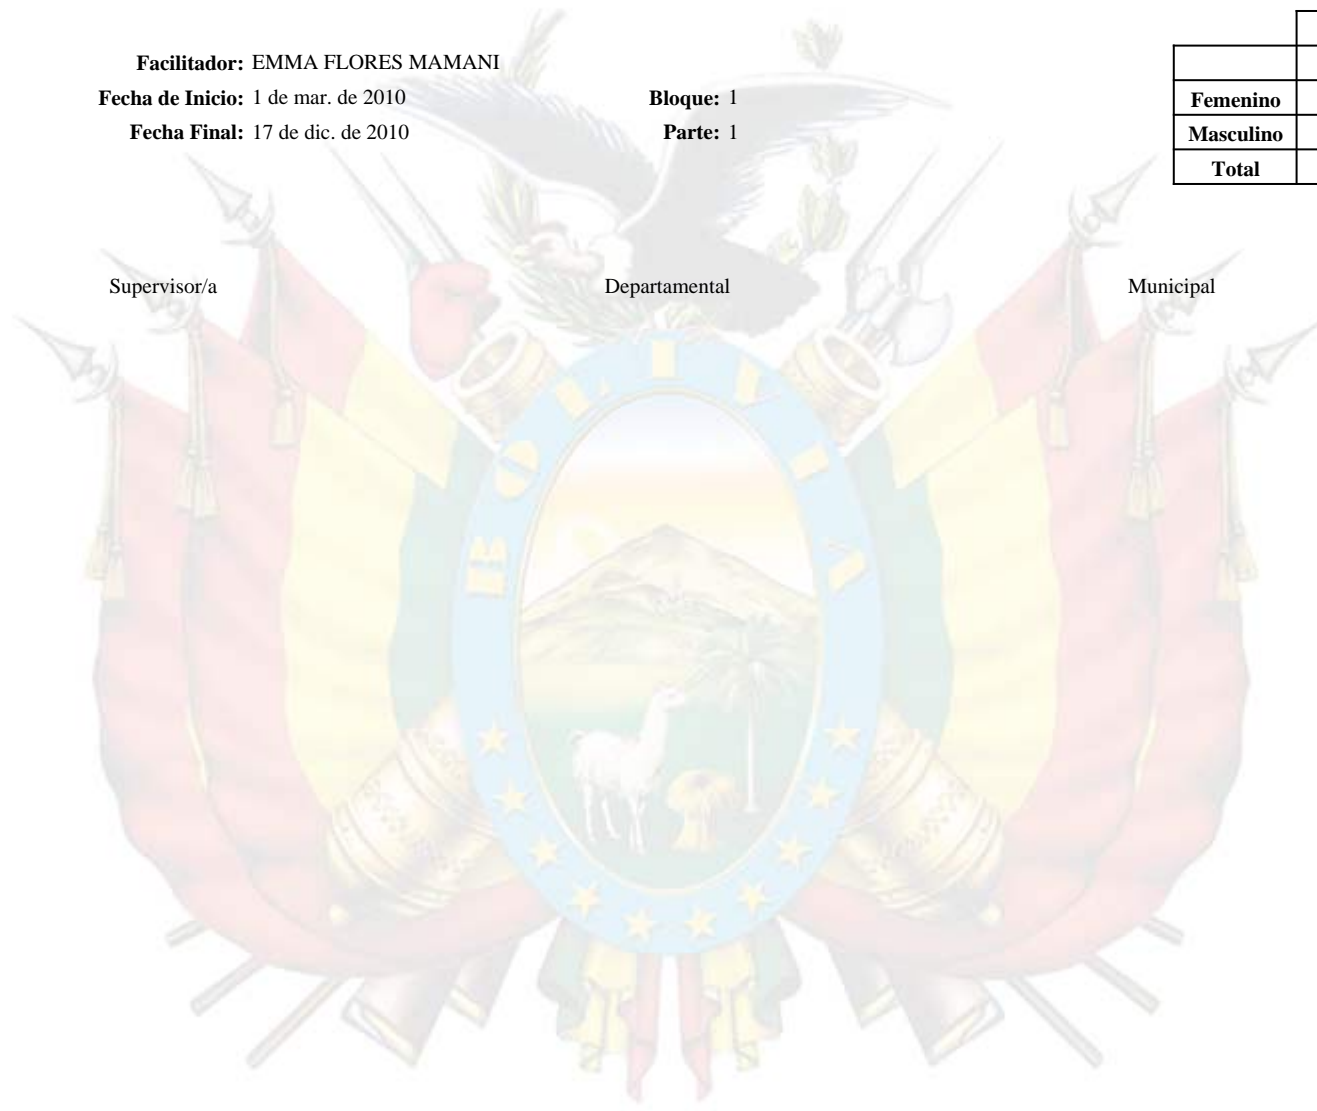 Facilitador: EMMA FLORES MAMANI
Fecha de Inicio: 1 de mar. de 2010 Bloque: 1
Fecha Final: 17 de dic. de 2010 Parte: 1
Femenino
Masculino
Total
Supervisor/a Departamental Municipal
BOLIVIA